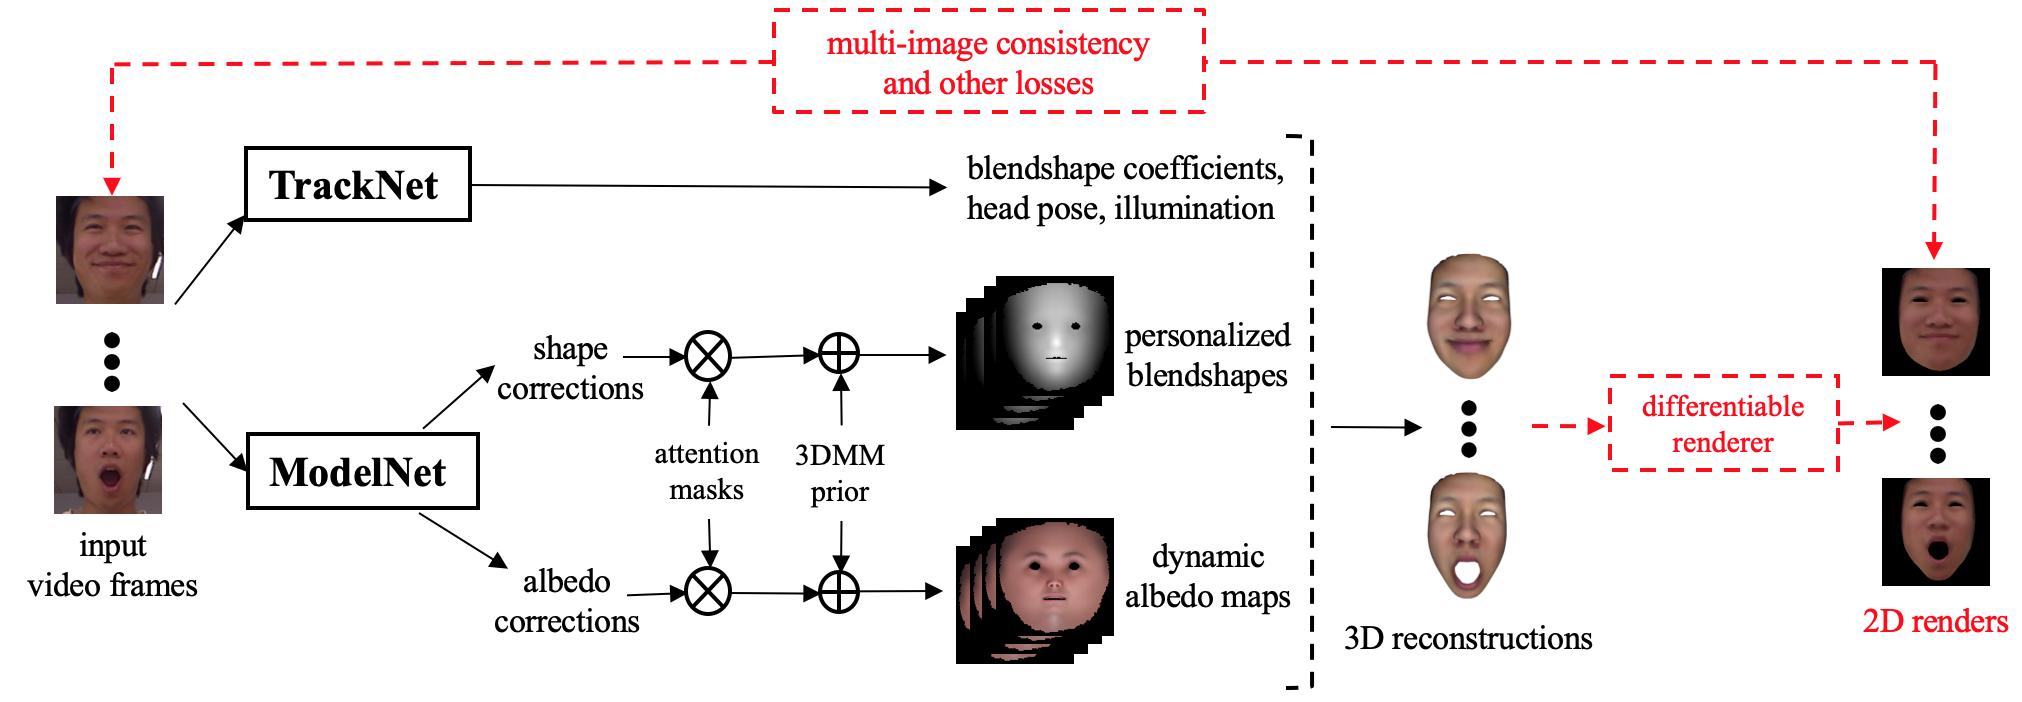 multi-image consistency
and other losses
TrackNet
blendshape coefficients,
head pose, illumination
shape
corrections
personalized
blendshapes
differentiable
renderer
attention
masks
3DMM
prior
ModelNet
input
video frames
albedo
corrections
dynamic
albedo maps
3D reconstructions
2D renders